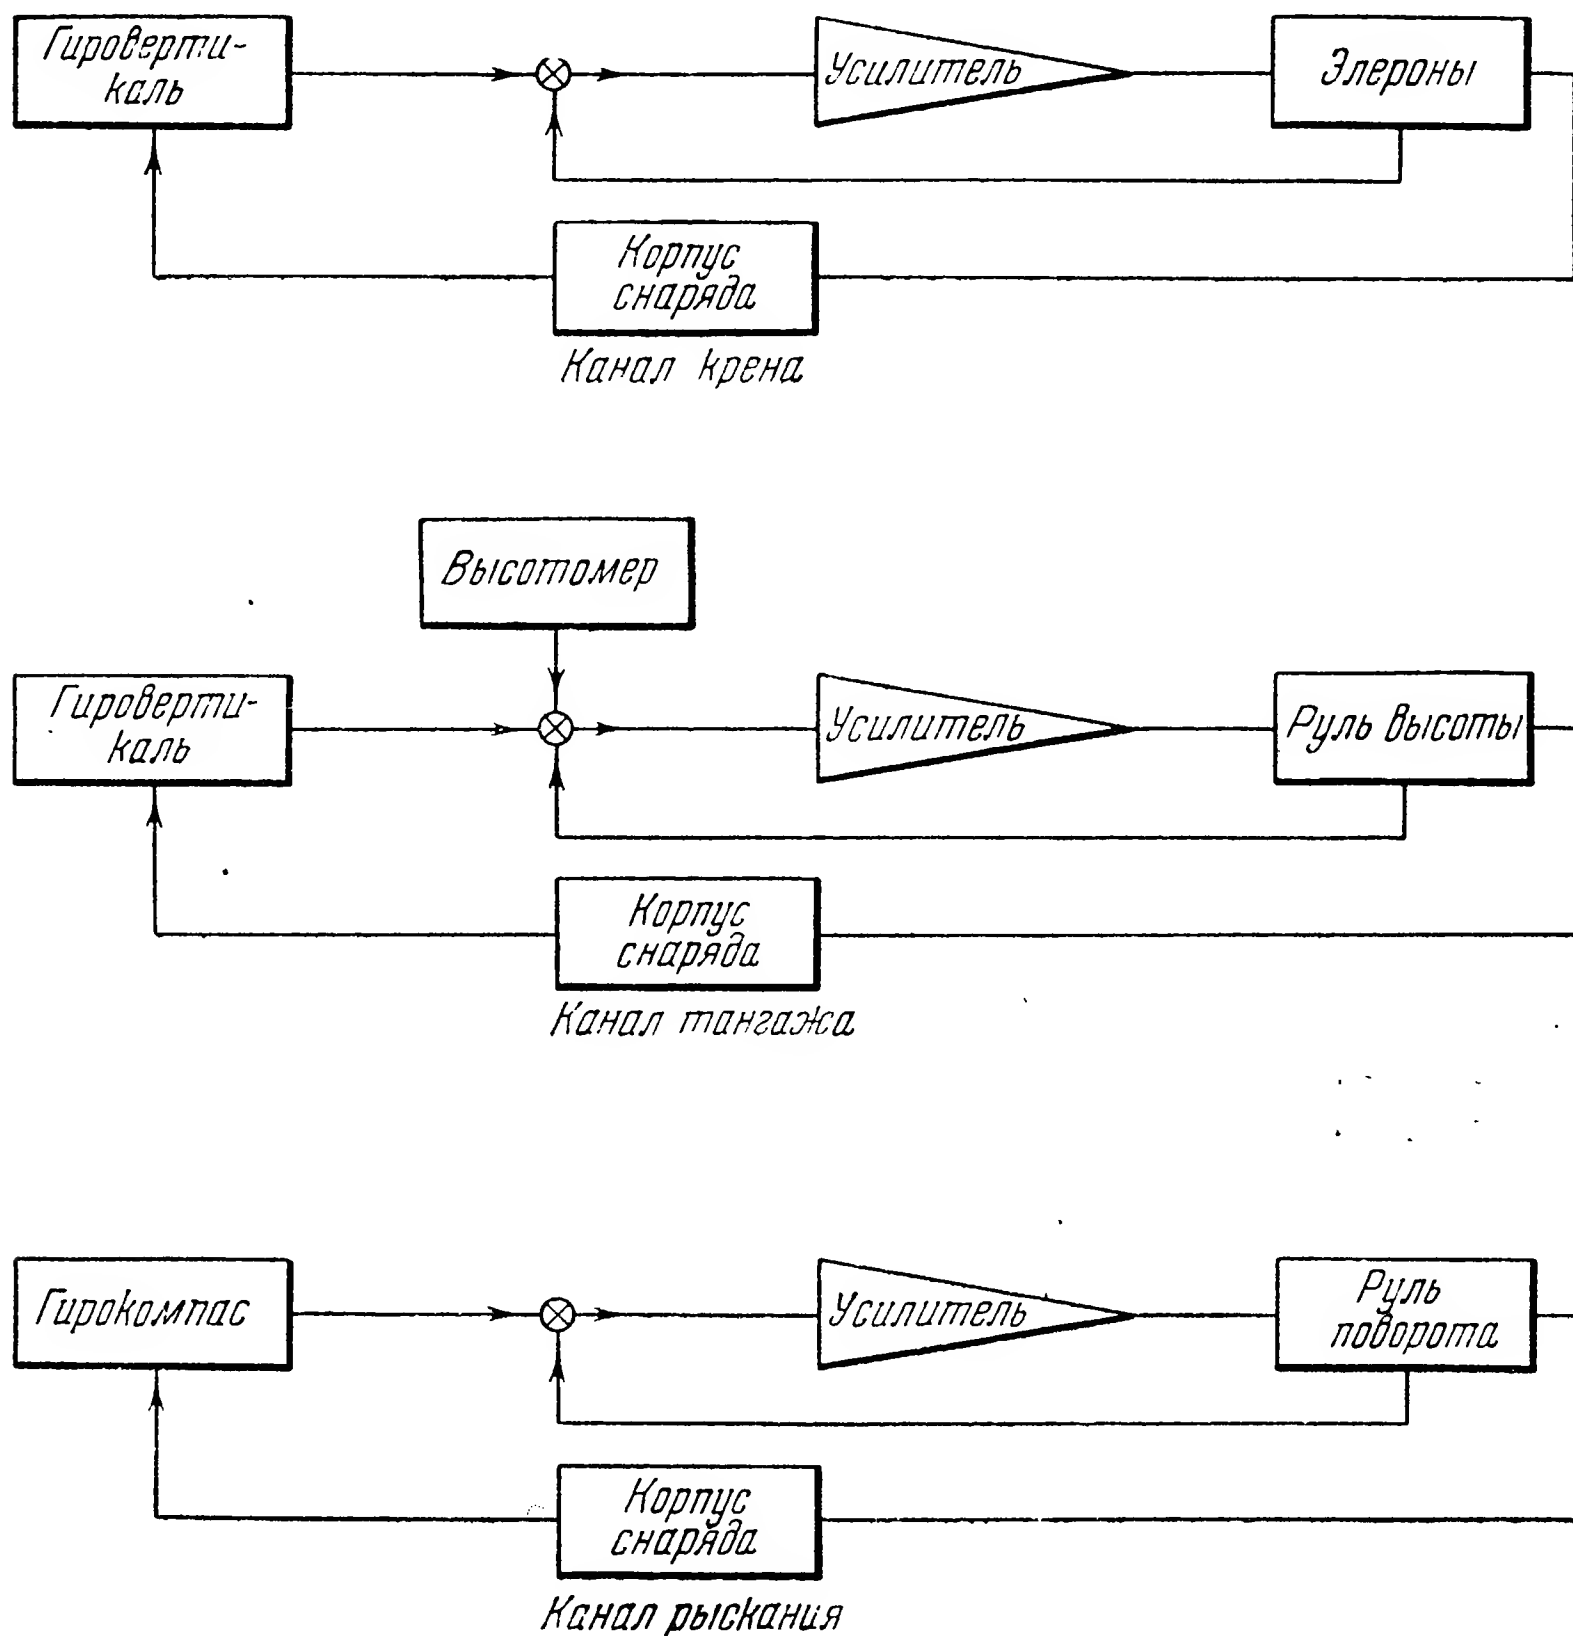 Гироверти-
каль
Усилитель
Элероны
Корпус
снаряда
Канал крена
Высотомер
Гироверти-
каль
Усилитель
Руль высоты
Корпус
снаряда
Канал тангажа
Гирокомпас
Усилитель
Руль
поворота
Корпус
снаряда
Канал рыскания